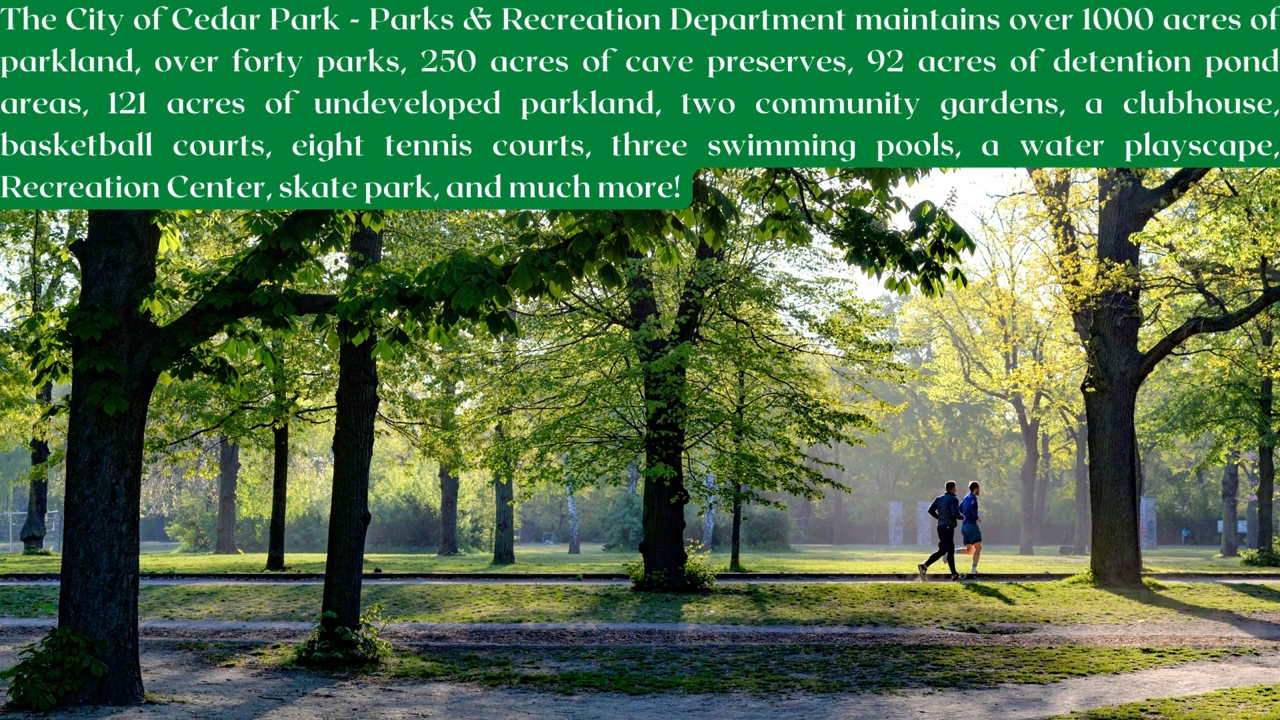 The City of Cedar Park - Parks & Recreation Department maintains over 1000 acres of
parkland, over forty parks, 250 acres of cave preserves, 92 acres of detention pond
areas, 121 acres of undeveloped parkland, two community gardens, a clubhouse,
basketball courts, eight tennis courts, three swimming pools, a water playscape,
Recreation Center, skate park, and much more!